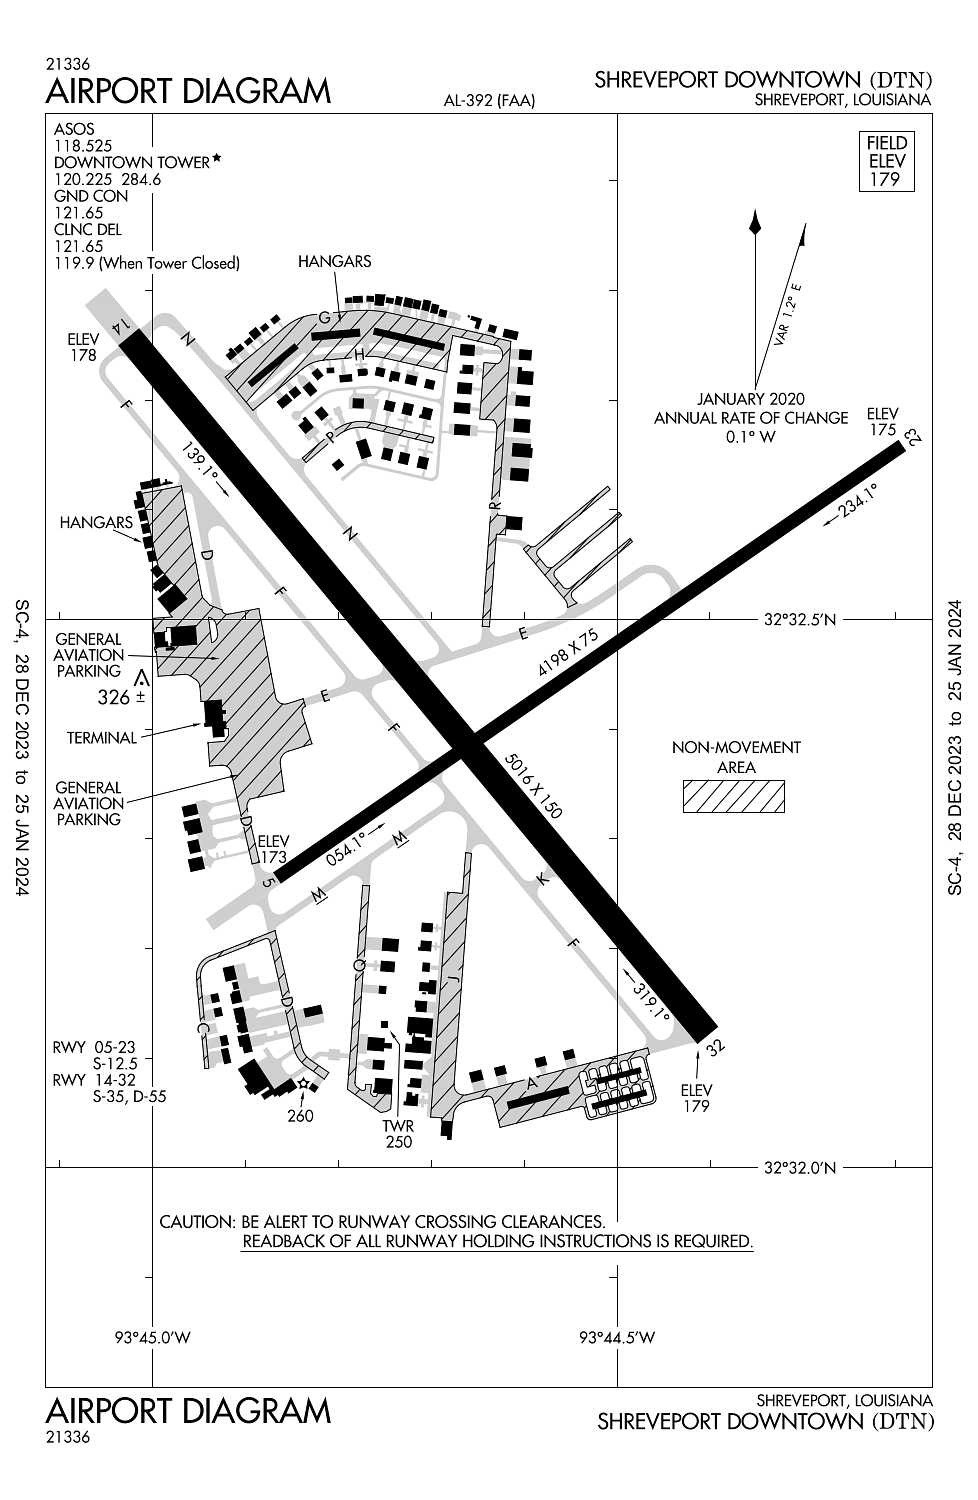 21336
AIRPORT DIAGRAM
AL-392 (FAA)
SHREVEPORT DOWNTOWN (DTN)
SHREVEPORT, LOUISIANA
ASOS
118.525
DOWNTOWN TOWER★
120.225 284.6
GND CON
121.65
CLNC DEL
121.65
119.9 (When Tower Closed)
FIELD
ELEV
179
HANGARS
VAR 1.2° E
JANUARY 2020
ANNUAL RATE OF CHANGE
0.1° W
ELEV
178
14
N
G
H
F
P
139.1°
ELEV
175
23
234.1°
R
HANGARS
N
D
F
32°32.5'N
E
4198 X 75
GENERAL
AVIATION
PARKING
326 ±
E
TERMINAL
F
NON-MOVEMENT
AREA
5016 X 150
GENERAL
AVIATION
PARKING
D
ELEV
173
5
054.1°
M
M
K
F
Q
J
D
C
319.1°
32
ELEV
179
RWY 05-23
S-12.5
RWY 14-32
S-35, D-55
A
260
TWR
250
32°32.0'N
CAUTION: BE ALERT TO RUNWAY CROSSING CLEARANCES.
READBACK OF ALL RUNWAY HOLDING INSTRUCTIONS IS REQUIRED.
93°45.0'W
93°44.5'W
SC-4, 28 DEC 2023 to 25 JAN 2024
SC-4, 28 DEC 2023 to 25 JAN 2024
AIRPORT DIAGRAM
21336
SHREVEPORT, LOUISIANA
SHREVEPORT DOWNTOWN (DTN)